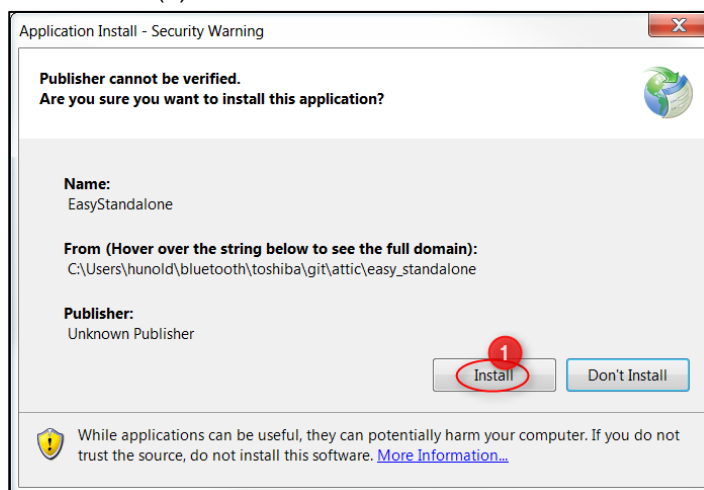 Application Install - Security Warning
Publisher cannot be verified.
Are you sure you want to install this application?
Name:
EasyStandalone
From (Hover over the string below to see the full domain):
C:\Users\hunold\bluetooth\toshiba\git\attic\easy_standalone
Publisher:
Unknown Publisher
1
Install
Don't Install
While applications can be useful, they can potentially harm your computer. If you do not
trust the source, do not install this software. More Information...